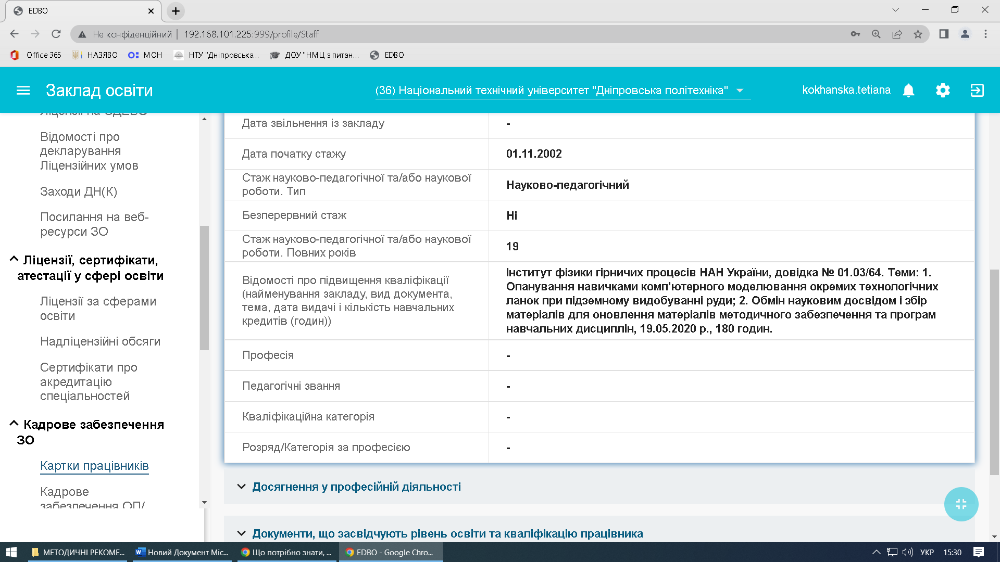 EDBO
Не конфіденційний | 192.168.101.225:999/profile/Staff
Office 365 НАЗЯВО МОН НТУ "Дніпровська... ДОУ "НМЦ з питан... EDBO
Заклад освіти
(36) Національний технічний університет "Дніпровська політехніка"
kokhanska.tetiana
Відомості про
декларування
Ліцензійних умов
Заходи ДН(К)
Посилання на веб-
ресурси ЗО
Ліцензії, сертифікати,
атестації у сфері освіти
Ліцензії за сферами
освіти
Надліцензійні обсяги
Сертифікати про
акредитацію
спеціальностей
Кадрове забезпечення
ЗО
Картки працівників
Кадрове
забезпечення ОП/
Дата звільнення із закладу
-
Дата початку стажу
01.11.2002
Стаж науково-педагогічної та/або наукової
роботи. Тип
Науково-педагогічний
Безперервний стаж
Ні
Стаж науково-педагогічної та/або наукової
роботи. Повних років
19
Відомості про підвищення кваліфікації
(найменування закладу, вид документа,
тема, дата видачі і кількість навчальних
кредитів (годин))
Інститут фізики гірничих процесів НАН України, довідка № 01.03/64. Теми: 1.
Опанування навичками комп’ютерного моделювання окремих технологічних
ланок при підземному видобуванні руди; 2. Обмін науковим досвідом і збір
матеріалів для оновлення матеріалів методичного забезпечення та програм
навчальних дисциплін, 19.05.2020 р., 180 годин.
Професія
-
Педагогічні звання
-
Кваліфікаційна категорія
-
Розряд/Категорія за професією
-
Досягнення у професійній діяльності
Документи, що засвідчують рівень освіти та кваліфікацію працівника
МЕТОДИЧНІ РЕКОМЕ... Новий Документ Міс... Що потрібно знати, ... EDBO - Google Chro... УКР 15:30